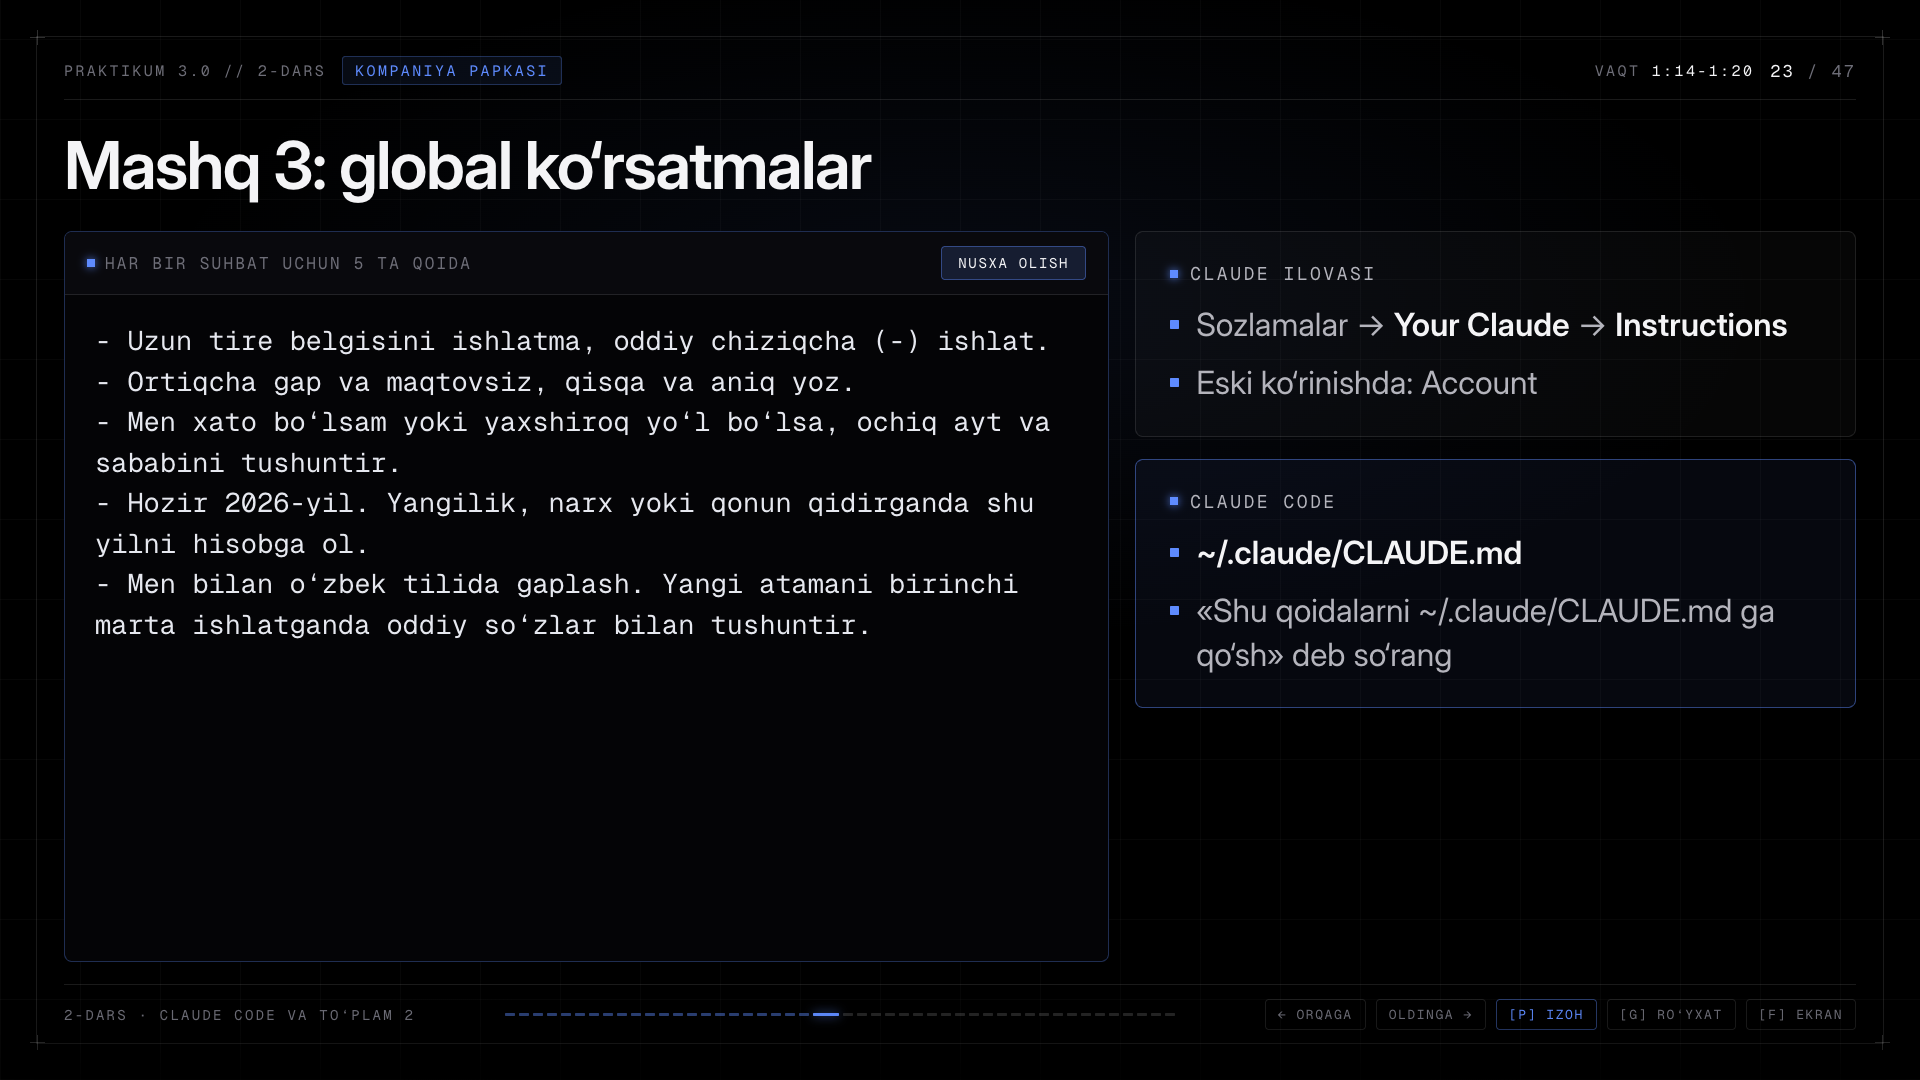 PRAKTIKUM 3.0 // 2-DARS
KOMPANIYA PAPKASI
VAQT 1:14-1:20 23 / 47
Mashq 3: global ko‘rsatmalar
HAR BIR SUHBAT UCHUN 5 TA QOIDA
NUSXA OLISH
- Uzun tire belgisini ishlatma, oddiy chiziqcha (-) ishlat.
- Ortiqcha gap va maqtovsiz, qisqa va aniq yoz.
- Men xato bo‘lsam yoki yaxshiroq yo‘l bo‘lsa, ochiq ayt va
sababini tushuntir.
- Hozir 2026-yil. Yangilik, narx yoki qonun qidirganda shu
yilni hisobga ol.
- Men bilan o‘zbek tilida gaplash. Yangi atamani birinchi
marta ishlatganda oddiy so‘zlar bilan tushuntir.
CLAUDE ILOVASI
Sozlamalar → Your Claude → Instructions
Eski ko‘rinishda: Account
CLAUDE CODE
~/.claude/CLAUDE.md
«Shu qoidalarni ~/.claude/CLAUDE.md ga
qo‘sh» deb so‘rang
2-DARS · CLAUDE CODE VA TO‘PLAM 2
← ORQAGA
OLDINGA →
[P] IZOH
[G] RO‘YXAT
[F] EKRAN